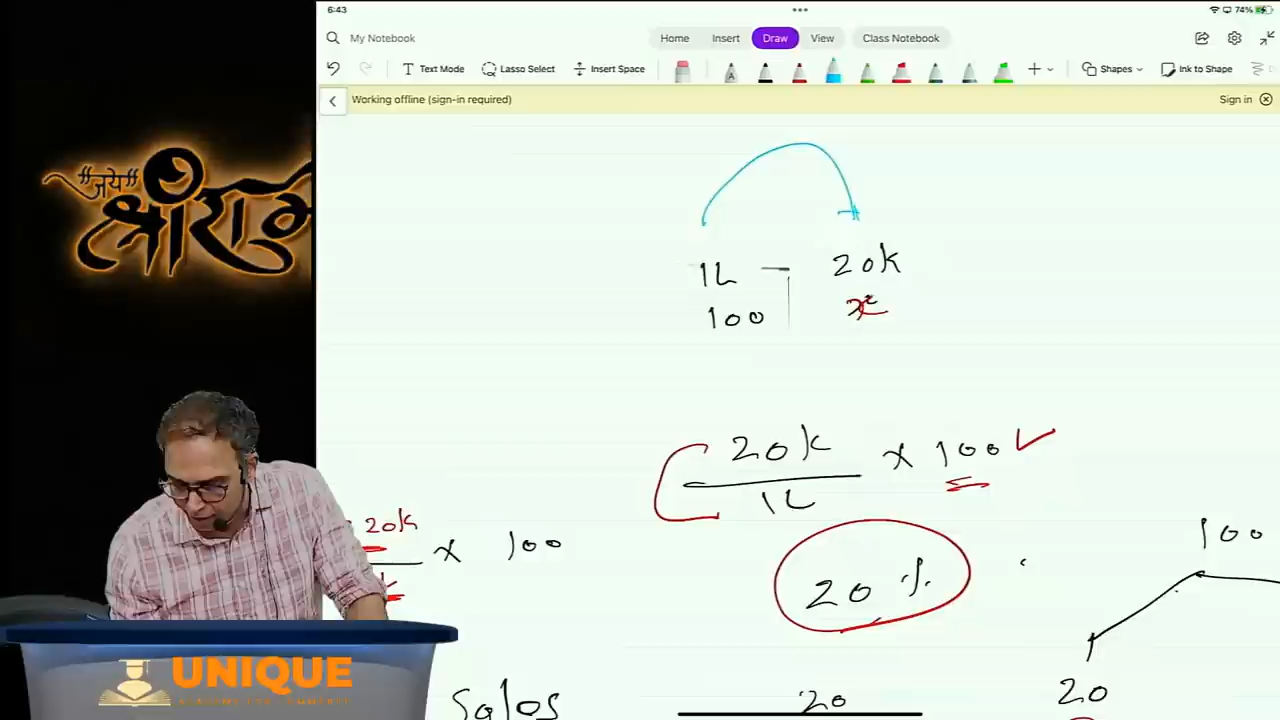 6:43
74%
My Notebook
Home Insert Draw View Class Notebook
Text Mode Lasso Select Insert Space Shapes Ink to Shape
Working offline (sign-in required) Sign in
"जय"
श्रीराम
1L 20k
100 x
20k × 100
1L
20k × 100
20 %
100
20
Sales 20
UNIQUE